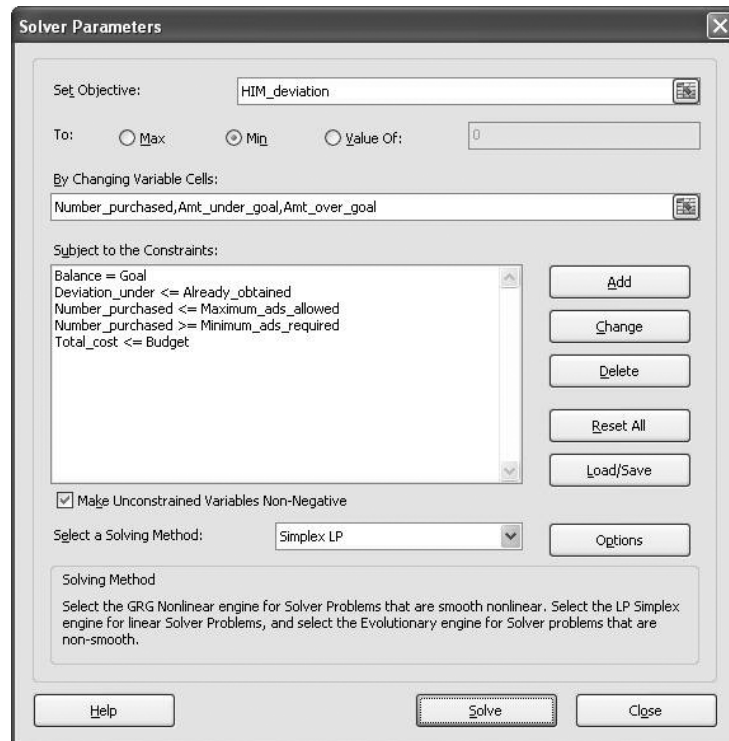 Solver Parameters
Set Objective:
HIM_deviation
To:
Max
Min
Value Of:
0
By Changing Variable Cells:
Number_purchased,Amt_under_goal,Amt_over_goal
Subject to the Constraints:
Balance = Goal
Deviation_under <= Already_obtained
Number_purchased <= Maximum_ads_allowed
Number_purchased >= Minimum_ads_required
Total_cost <= Budget
Add
Change
Delete
Reset All
Load/Save
Make Unconstrained Variables Non-Negative
Select a Solving Method:
Simplex LP
Options
Solving Method
Select the GRG Nonlinear engine for Solver Problems that are smooth nonlinear. Select the LP Simplex
engine for linear Solver Problems, and select the Evolutionary engine for Solver problems that are
non-smooth.
Help
Solve
Close